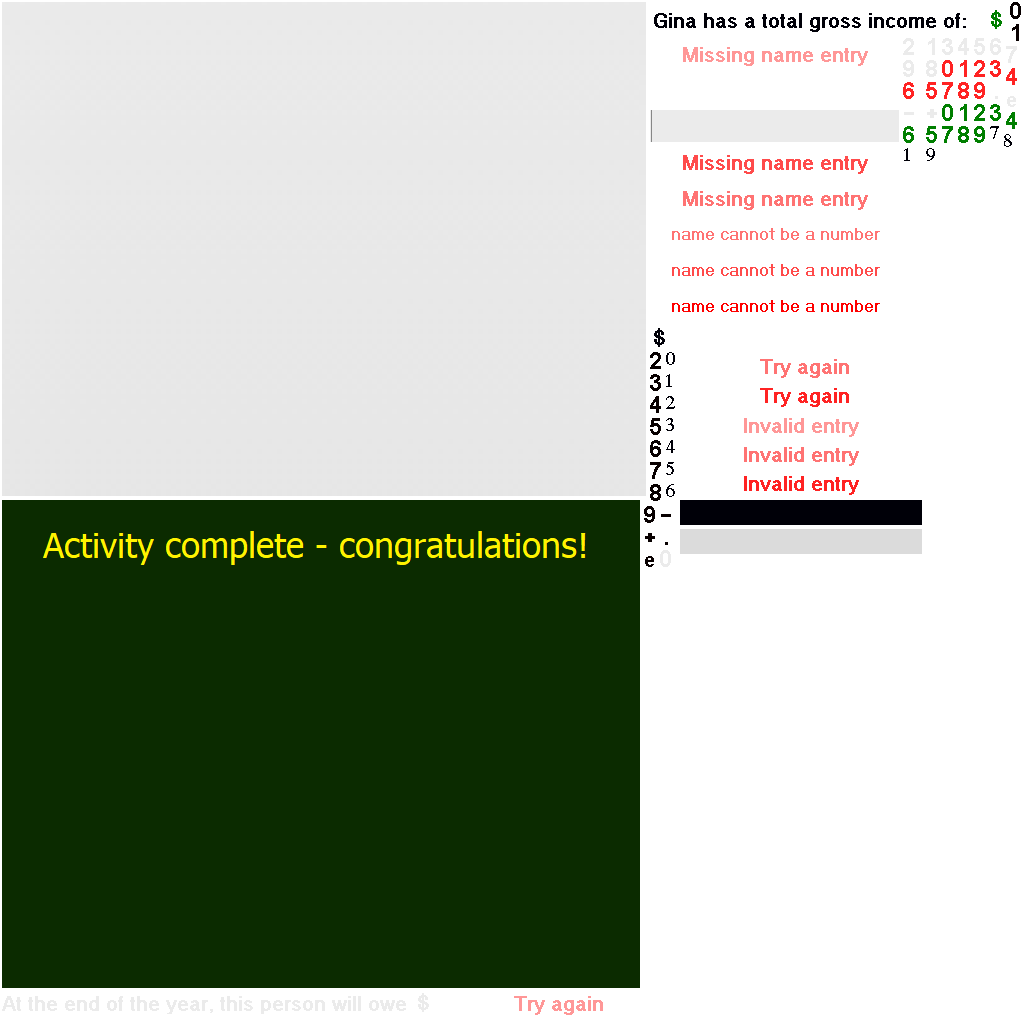 Gina has a total gross income of: $ 0
1
Missing name entry
2 1 3 4 5 6 7
9 8 0 1 2 3 4
6 5 7 8 9 . e
- + 0 1 2 3 4
6 5 7 8 9 7 8
1 9
Missing name entry
Missing name entry
name cannot be a number
name cannot be a number
name cannot be a number
$
2 0
3 1
4 2
5 3
6 4
7 5
8 6
9 -
+ .
e 0
Try again
Try again
Invalid entry
Invalid entry
Invalid entry
Activity complete - congratulations!
At the end of the year, this person will owe $
Try again